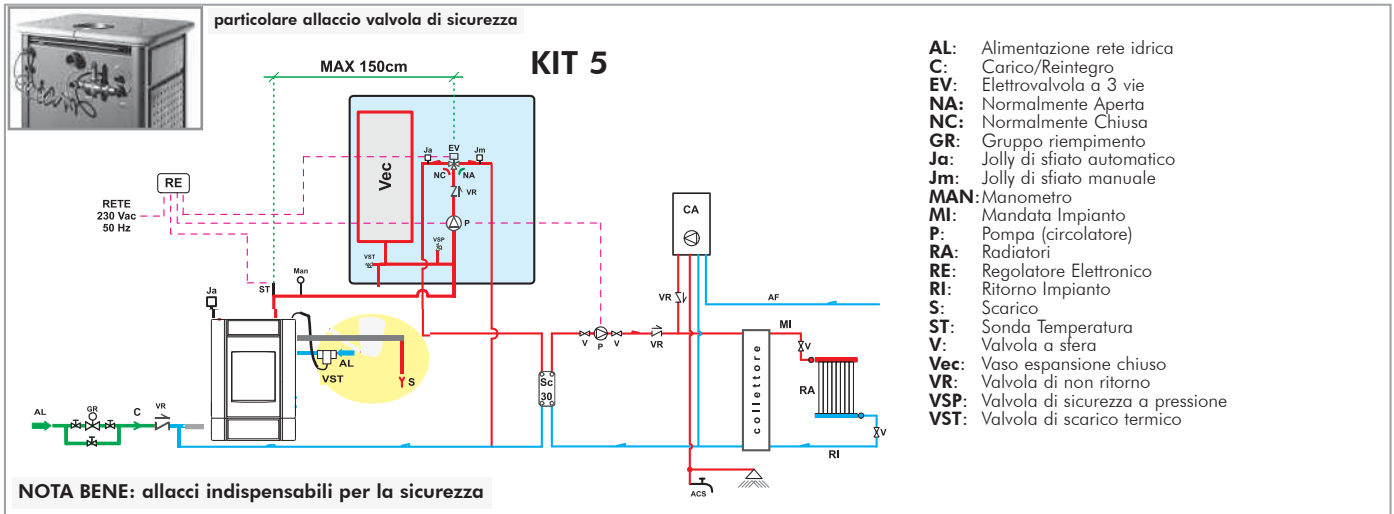 particolare allaccio valvola di sicurezza
KIT 5
MAX 150cm
Vec
Ja
EV
Jm
NC
NA
VR
P
VSP
VST
RE
RETE
230 Vac
50 Hz
ST
Man
Ja
AL
VST
S
AL
GR
C
VR
Sc
30
V
P
V
VR
VR
CA
AF
MI
collettore
V
RA
V
RI
ACS
NOTA BENE: allacci indispensabili per la sicurezza
AL: Alimentazione rete idrica
C: Carico/Reintegro
EV: Elettrovalvola a 3 vie
NA: Normalmente Aperta
NC: Normalmente Chiusa
GR: Gruppo riempimento
Ja: Jolly di sfiato automatico
Jm: Jolly di sfiato manuale
MAN: Manometro
MI: Mandata Impianto
P: Pompa (circolatore)
RA: Radiatori
RE: Regolatore Elettronico
RI: Ritorno Impianto
S: Scarico
ST: Sonda Temperatura
V: Valvola a sfera
Vec: Vaso espansione chiuso
VR: Valvola di non ritorno
VSP: Valvola di sicurezza a pressione
VST: Valvola di scarico termico